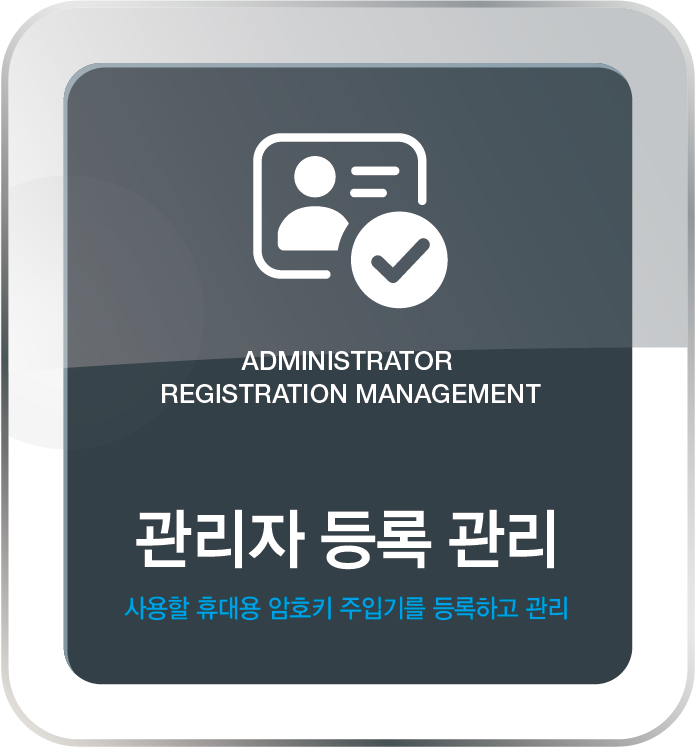 ADMINISTRATOR
REGISTRATION MANAGEMENT
관리자 등록 관리
사용할 휴대용 암호키 주입기를 등록하고 관리